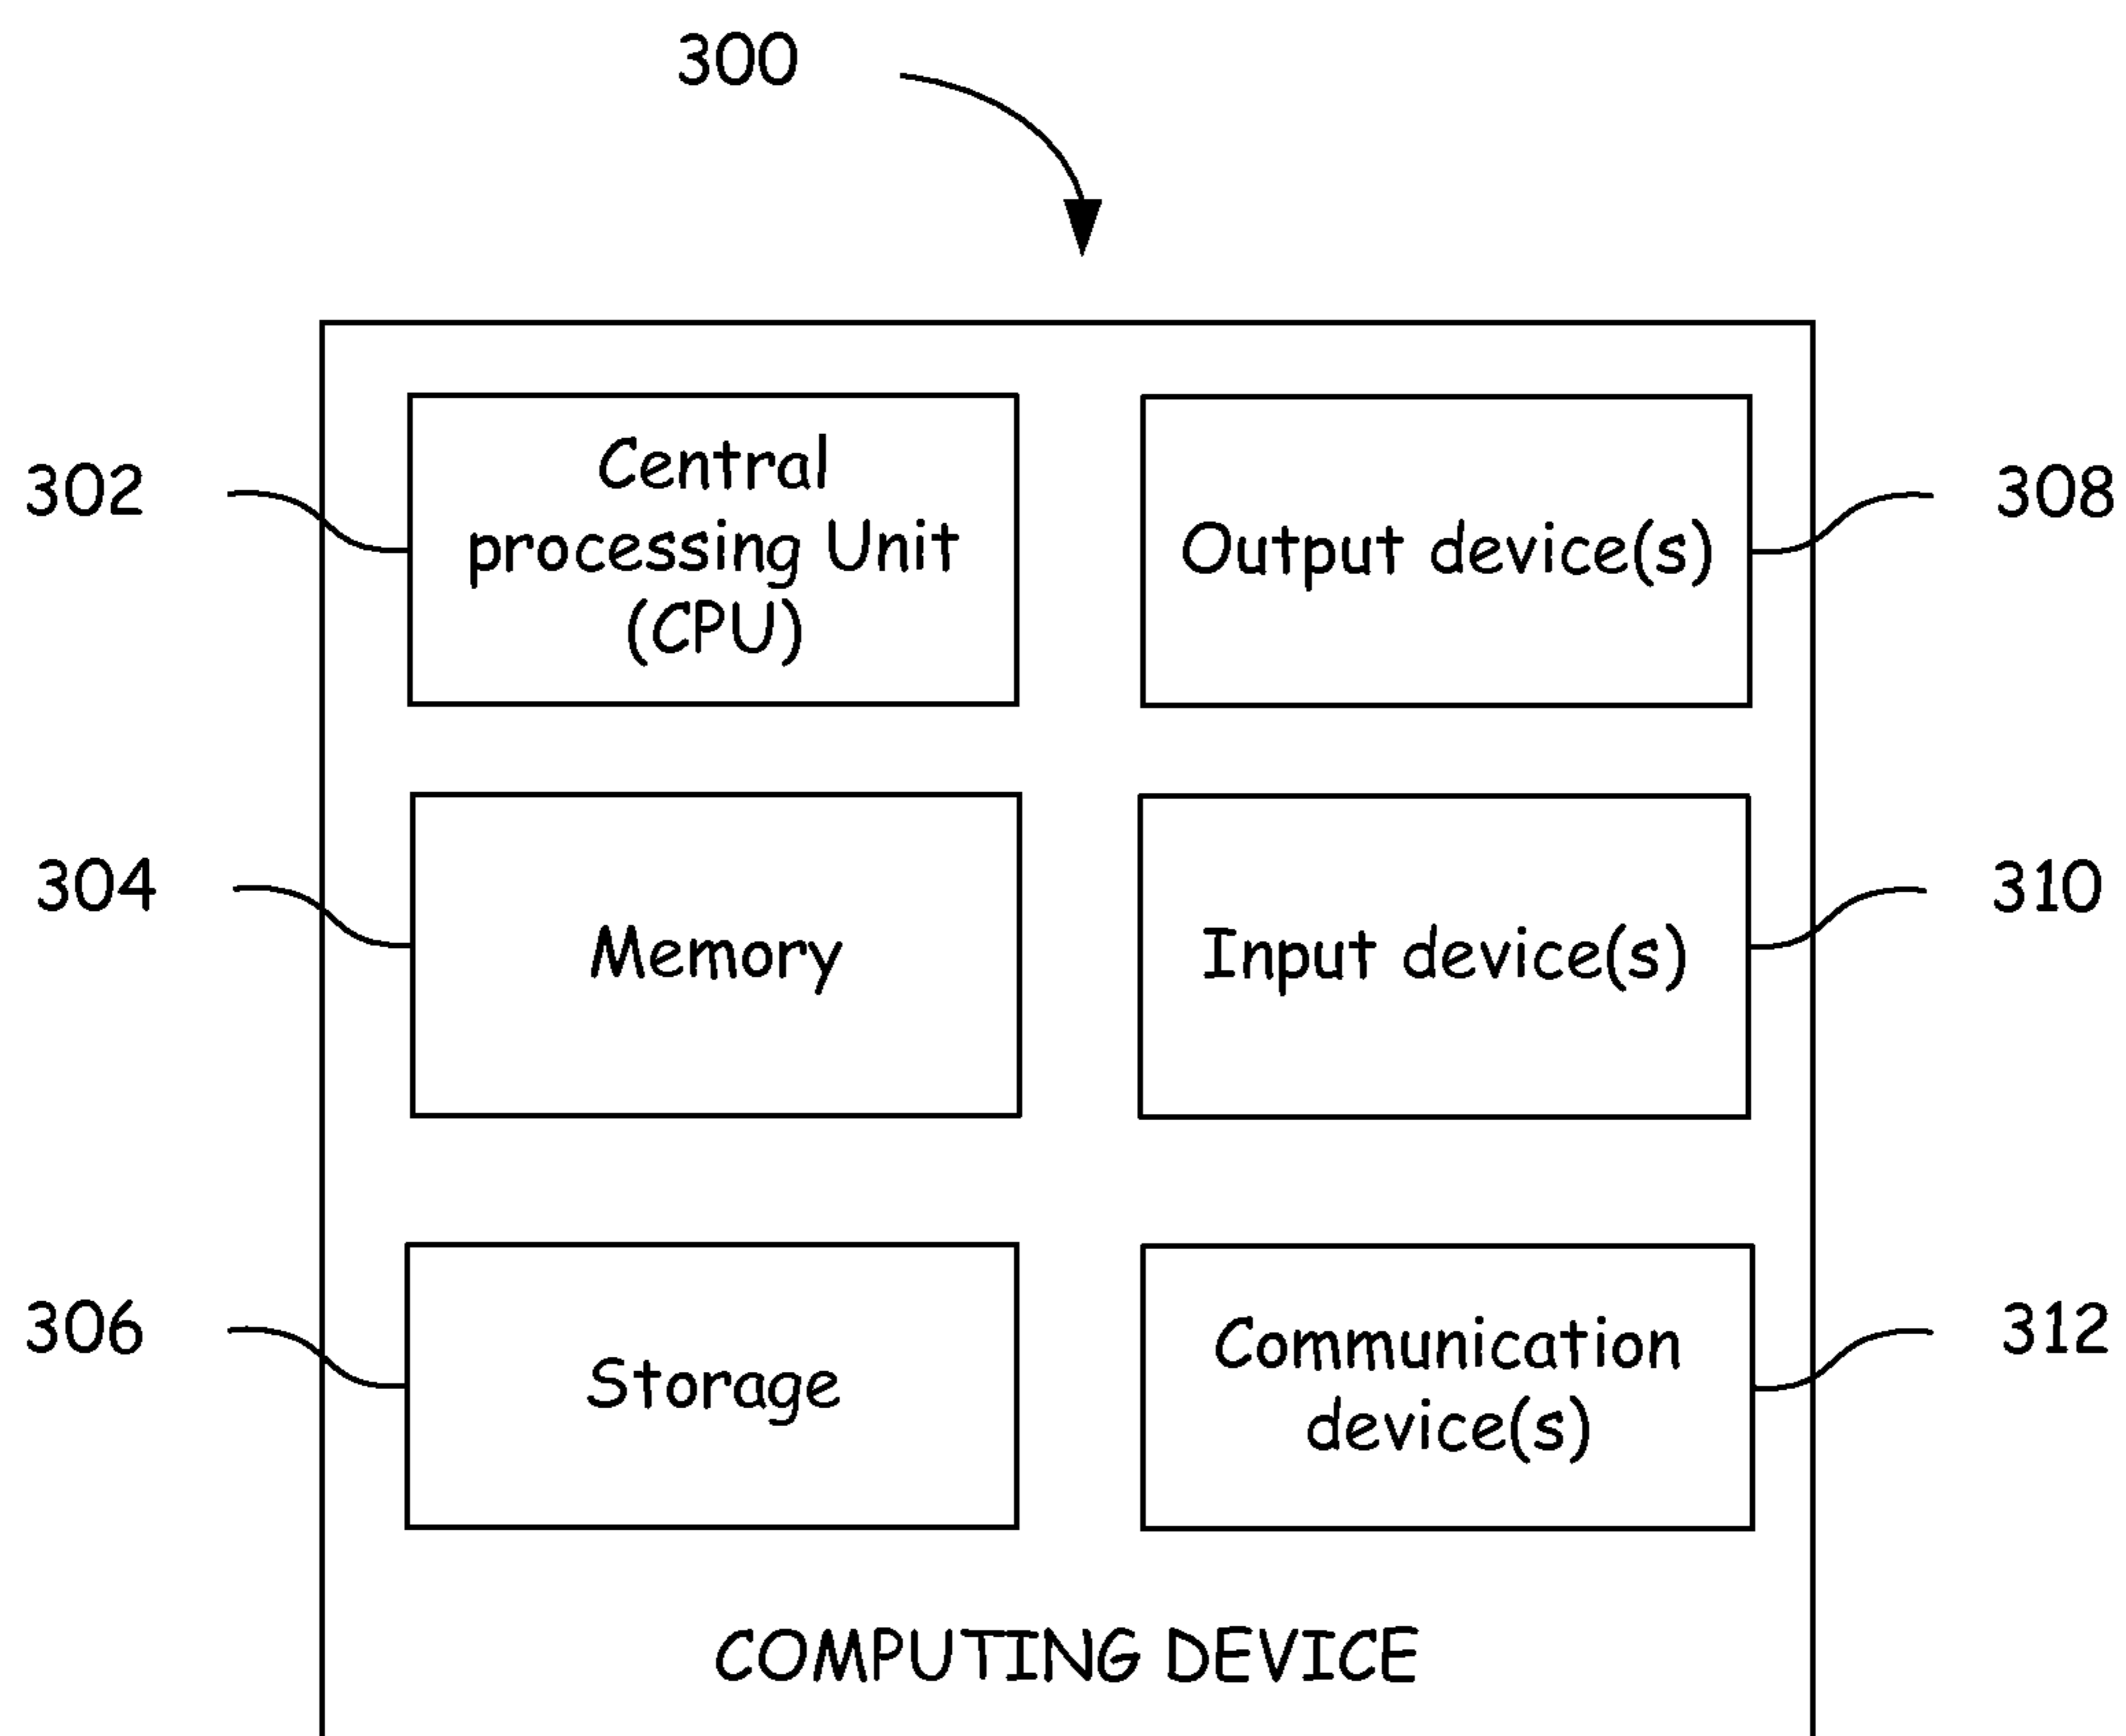 300
302
Central
processing Unit
(CPU)
Output device(s)
308
304
Memory
Input device(s)
310
306
Storage
Communication
device(s)
312
COMPUTING DEVICE